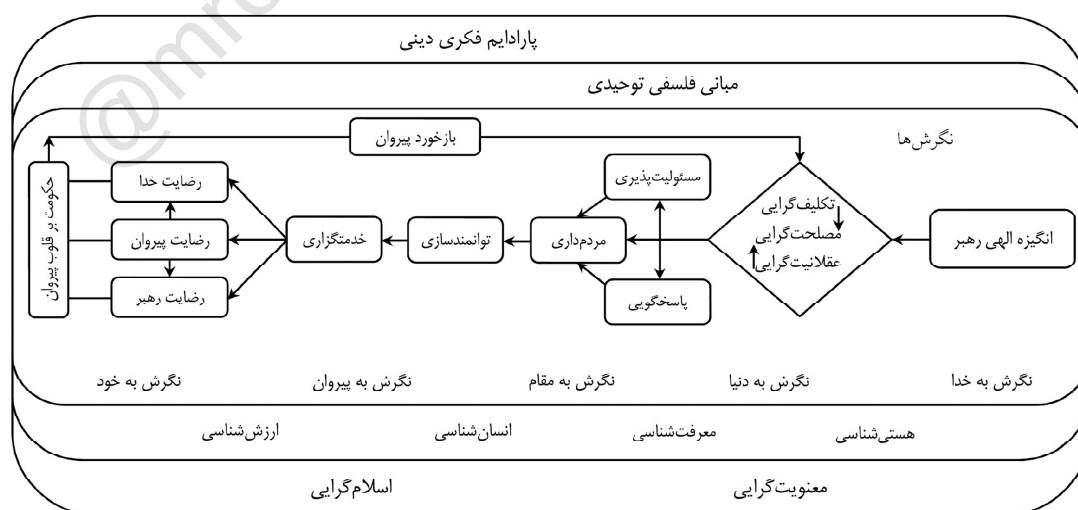 @mr
پارادایم فکری دینی
مبانی فلسفی توحیدی
نگرش‌ها
بازخورد پیروان
انگیزه الهی رهبر
تکلیف‌گرایی
مصلحت‌گرایی
عقلانیت‌گرایی
مسئولیت‌پذیری
مردم‌داری
پاسخگویی
توانمندسازی
خدمتگزاری
رضایت خدا
رضایت پیروان
رضایت رهبر
حکومت بر قلوب پیروان
نگرش به خدا
نگرش به دنیا
نگرش به مقام
نگرش به پیروان
نگرش به خود
هستی‌شناسی
معرفت‌شناسی
انسان‌شناسی
ارزش‌شناسی
معنویت‌گرایی
اسلام‌گرایی